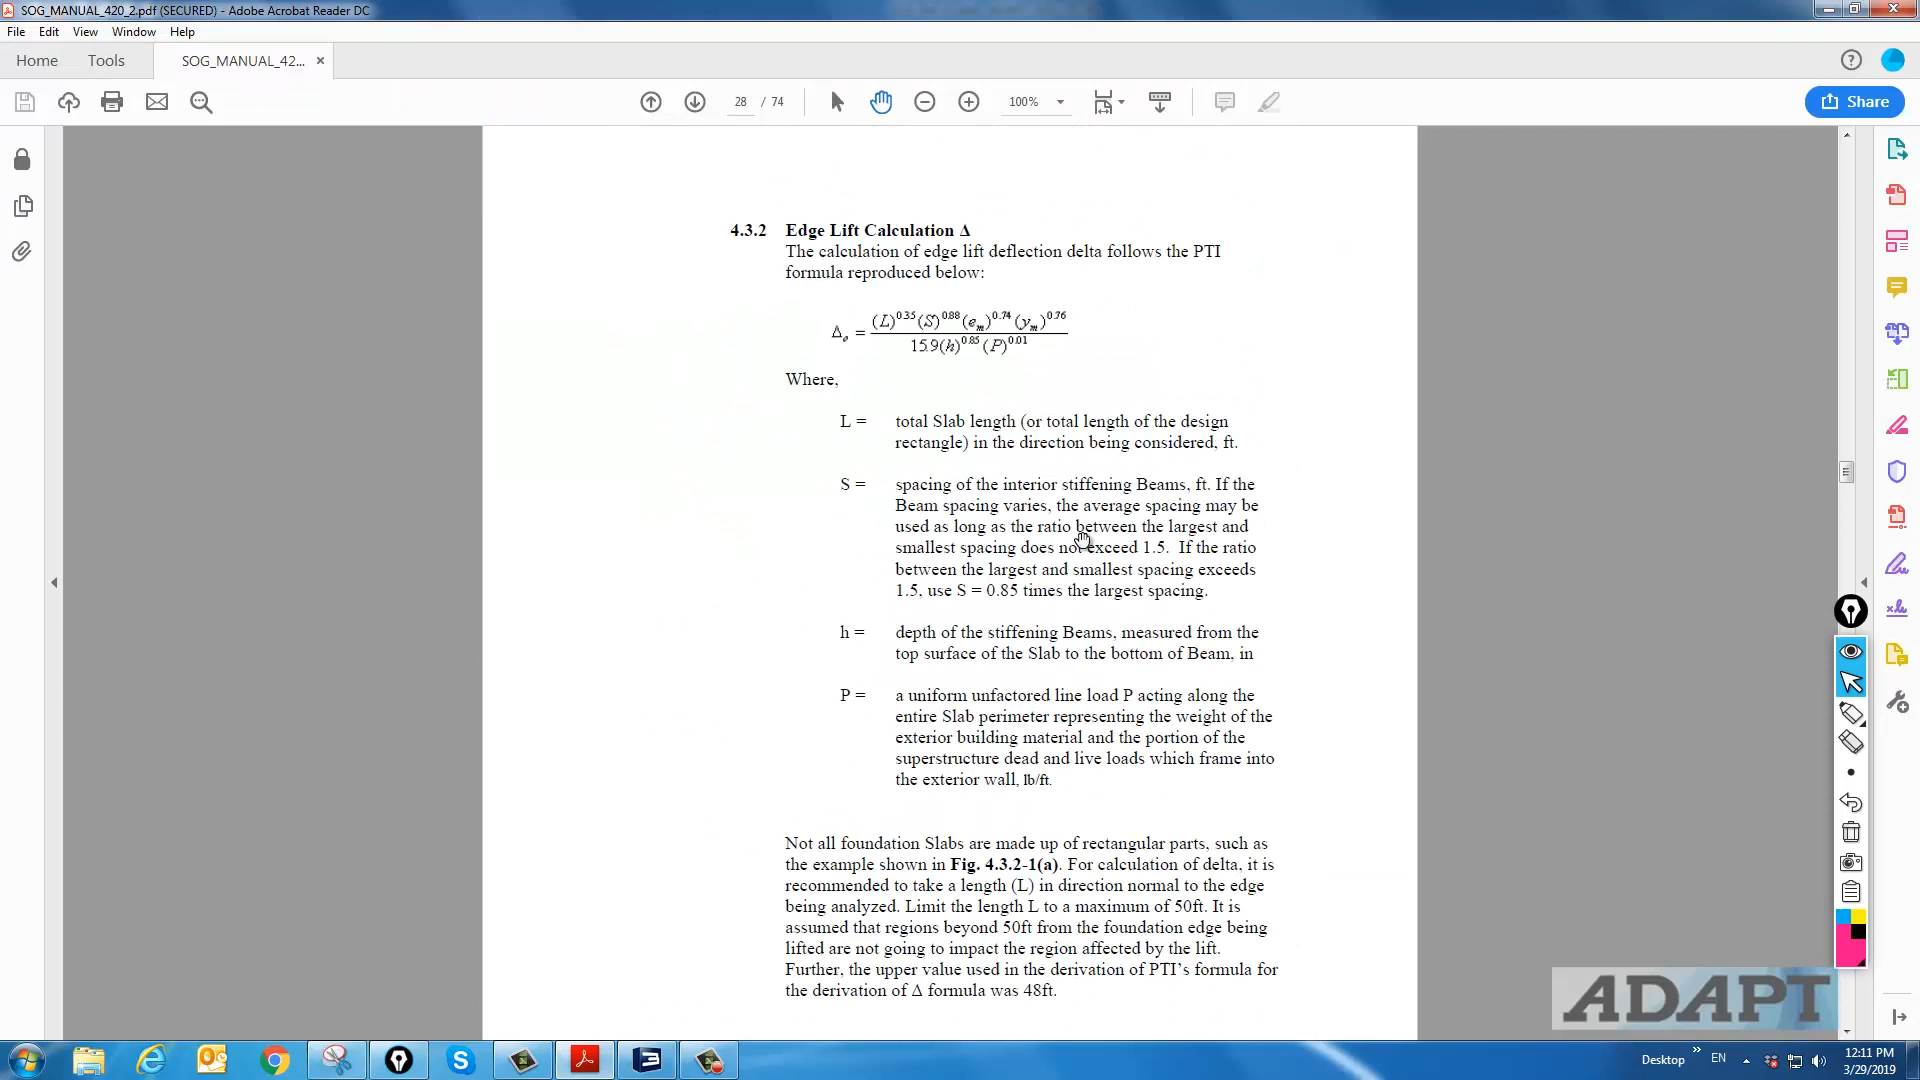 SOG_MANUAL_420_2.pdf (SECURED) - Adobe Acrobat Reader DC
File Edit View Window Help
Home Tools SOG_MANUAL_42... ×
28 / 74 100% Share
4.3.2 Edge Lift Calculation Δ
The calculation of edge lift deflection delta follows the PTI
formula reproduced below:
Δₒ = (L)^0.35 (S)^0.88 (eₘ)^0.74 (yₘ)^0.76 / 15.9(h)^0.85 (P)^0.01
Where,
L = total Slab length (or total length of the design
rectangle) in the direction being considered, ft.
S = spacing of the interior stiffening Beams, ft. If the
Beam spacing varies, the average spacing may be
used as long as the ratio between the largest and
smallest spacing does not exceed 1.5. If the ratio
between the largest and smallest spacing exceeds
1.5, use S = 0.85 times the largest spacing.
h = depth of the stiffening Beams, measured from the
top surface of the Slab to the bottom of Beam, in
P = a uniform unfactored line load P acting along the
entire Slab perimeter representing the weight of the
exterior building material and the portion of the
superstructure dead and live loads which frame into
the exterior wall, lb/ft.
Not all foundation Slabs are made up of rectangular parts, such as
the example shown in Fig. 4.3.2-1(a). For calculation of delta, it is
recommended to take a length (L) in direction normal to the edge
being analyzed. Limit the length L to a maximum of 50ft. It is
assumed that regions beyond 50ft from the foundation edge being
lifted are not going to impact the region affected by the lift.
Further, the upper value used in the derivation of PTI's formula for
the derivation of Δ formula was 48ft.
ADAPT
Desktop » EN 12:11 PM
3/29/2019